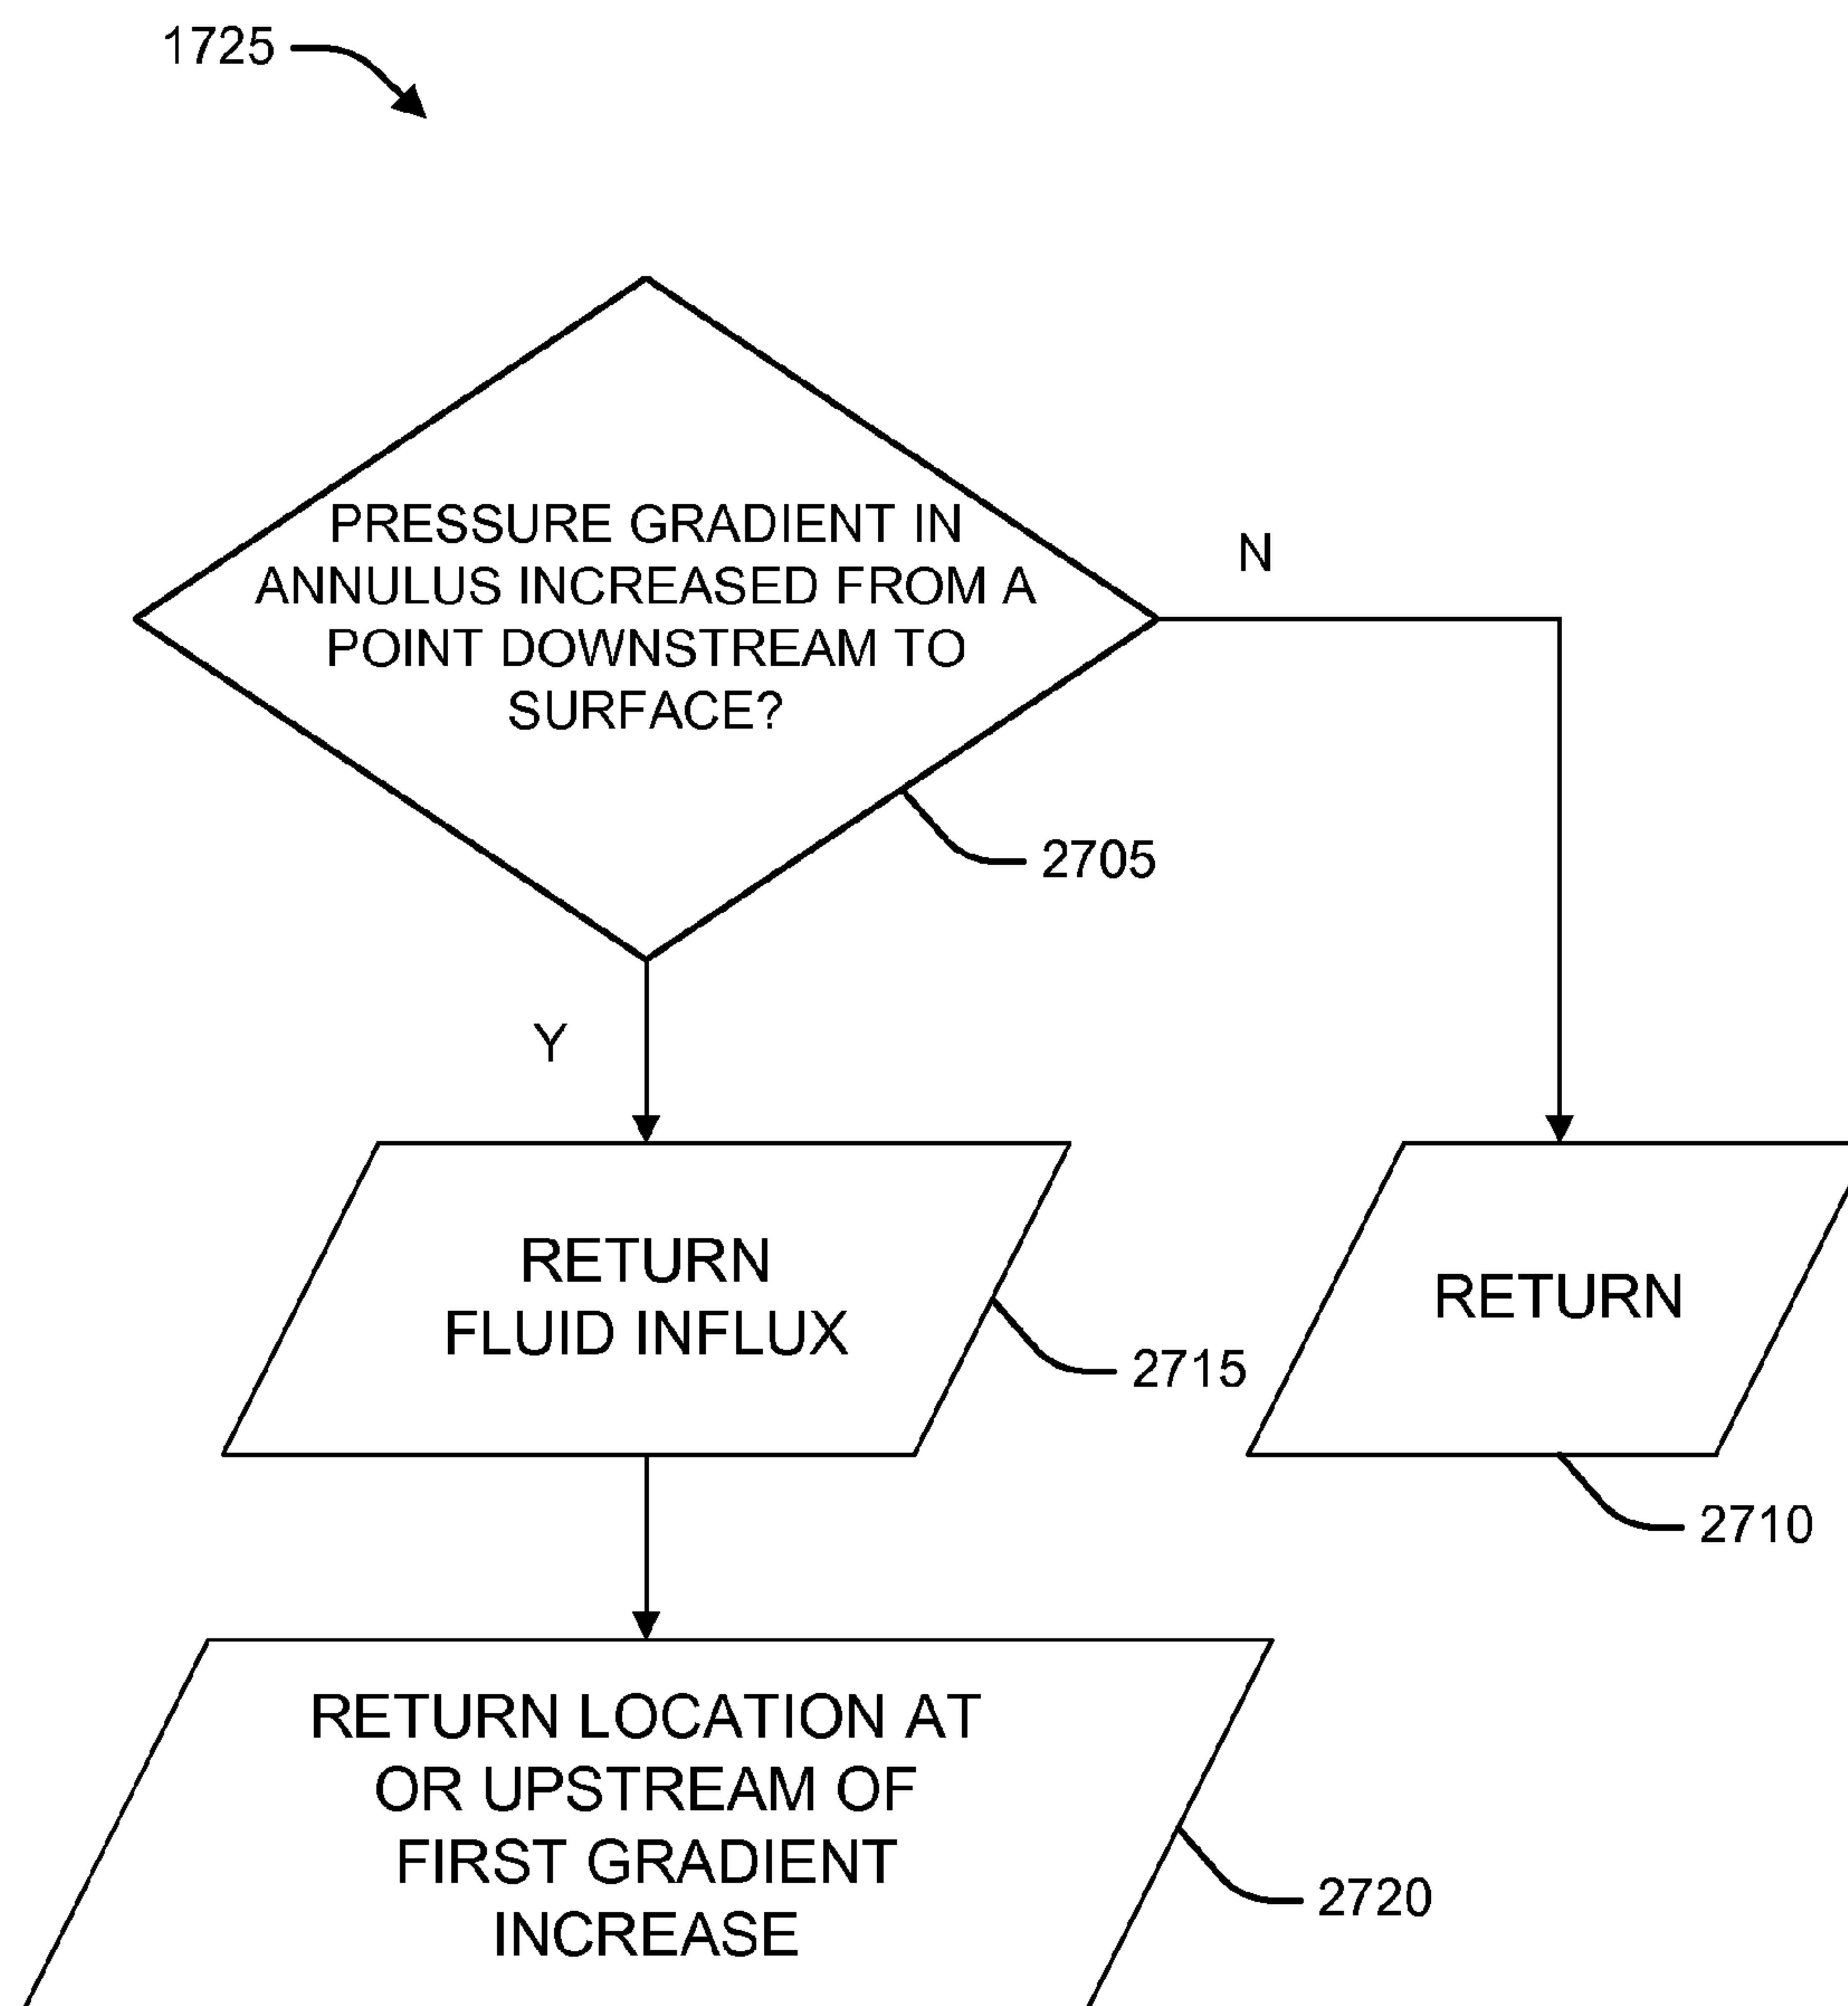 1725
PRESSURE GRADIENT IN
ANNULUS INCREASED FROM A
POINT DOWNSTREAM TO
SURFACE?
N
2705
Y
RETURN
FLUID INFLUX
2715
RETURN
2710
RETURN LOCATION AT
OR UPSTREAM OF
FIRST GRADIENT
INCREASE
2720